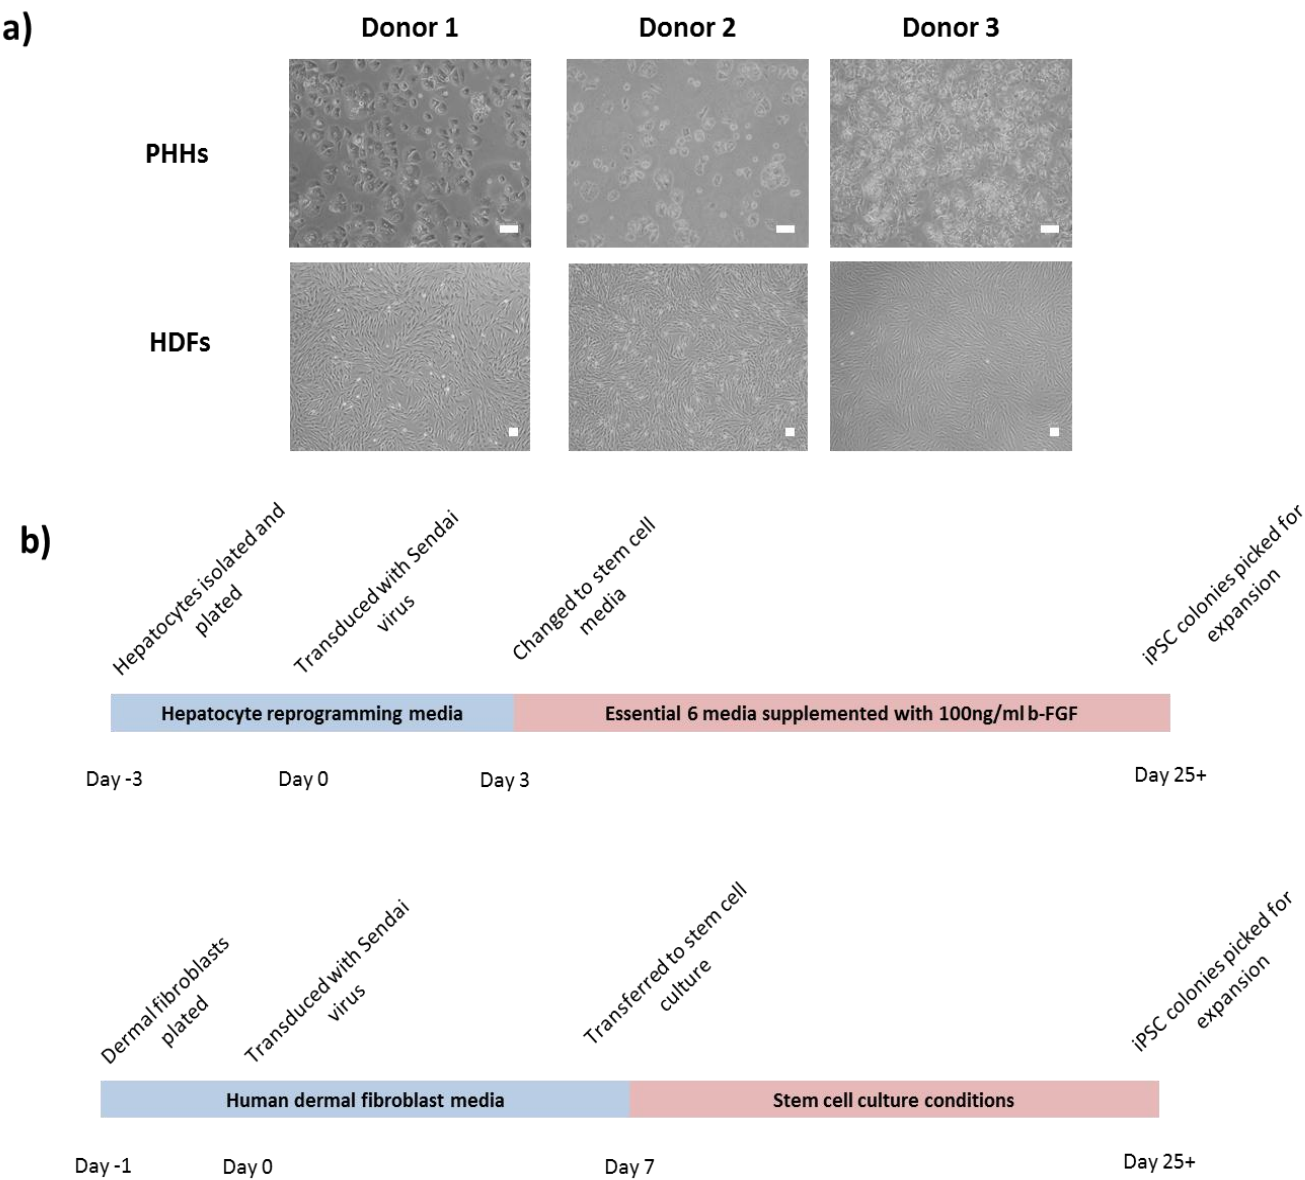 a)
Donor 1
Donor 2
Donor 3
PHHs
HDFs
b)
Hepatocytes isolated and
plated
Transduced with Sendai
virus
Changed to stem cell
media
iPSC colonies picked for
expansion
Hepatocyte reprogramming media
Essential 6 media supplemented with 100ng/ml b-FGF
Day -3
Day 0
Day 3
Day 25+
Dermal fibroblasts
plated
Transduced with Sendai
virus
Transferred to stem cell
culture
iPSC colonies picked for
expansion
Human dermal fibroblast media
Stem cell culture conditions
Day -1
Day 0
Day 7
Day 25+